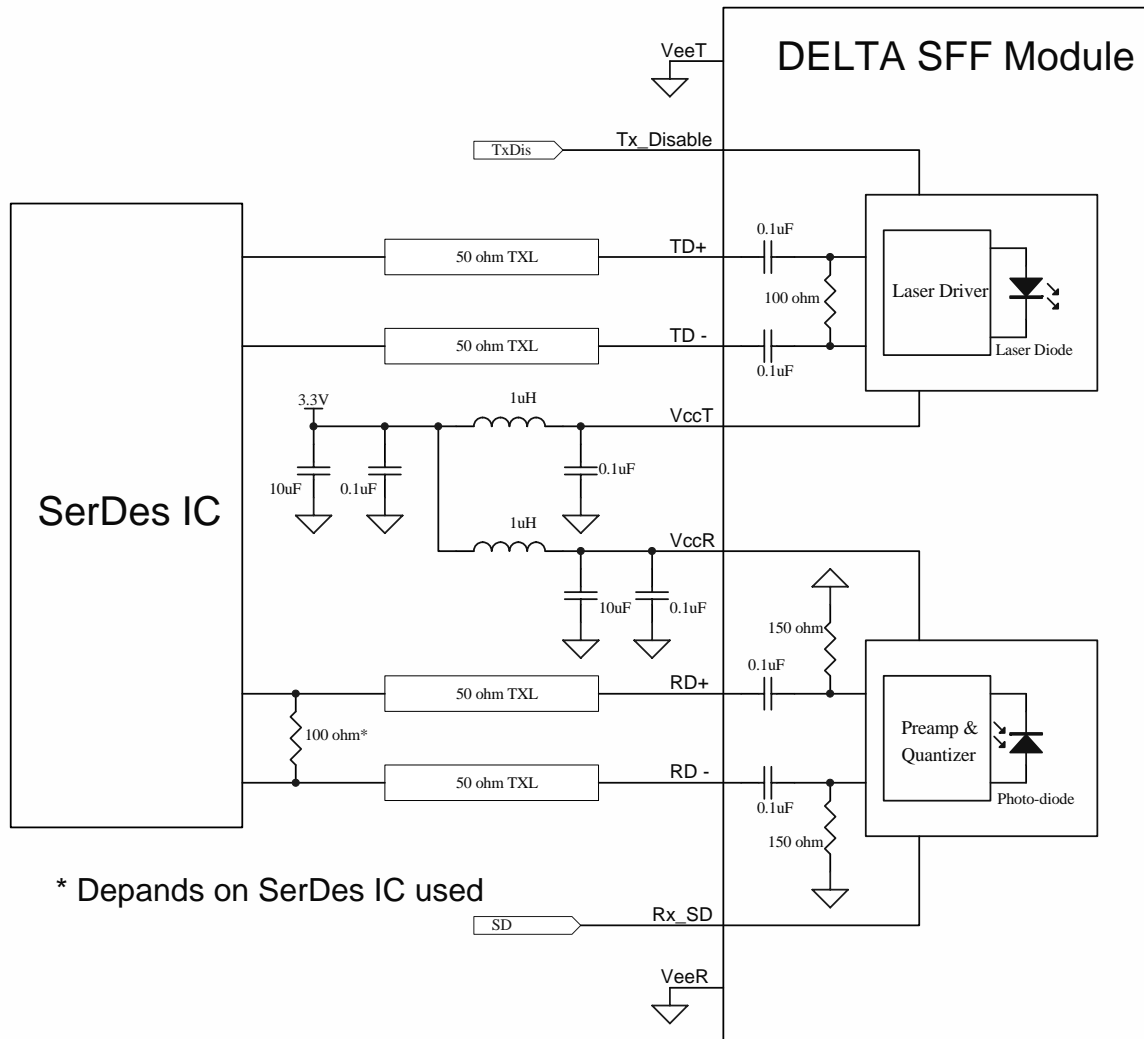 VeeT
DELTA SFF Module
TxDis
Tx_Disable
0.1uF
50 ohm TXL
TD+
100 ohm
Laser Driver
50 ohm TXL
TD -
0.1uF
Laser Diode
3.3V
1uH
VccT
10uF
0.1uF
0.1uF
SerDes IC
1uH
VccR
10uF
0.1uF
150 ohm
0.1uF
50 ohm TXL
RD+
100 ohm*
Preamp &
Quantizer
50 ohm TXL
RD -
0.1uF
Photo-diode
150 ohm
* Depands on SerDes IC used
SD
Rx_SD
VeeR